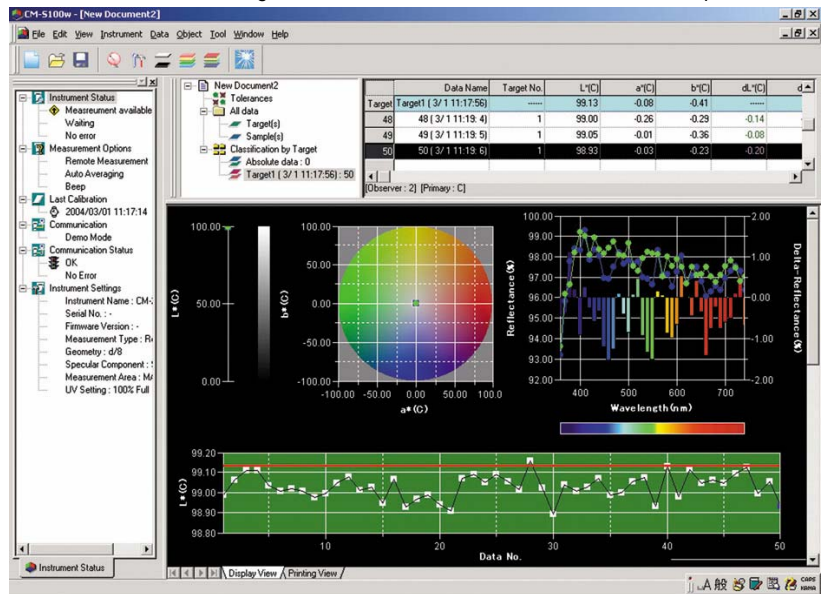 CM-S100w - [New Document2]
File Edit View Instrument Data Object Tool Window Help
Instrument Status
Measreument available
Waiting
No error
Measurement Options
Remote Measurement
Auto Averaging
Beep
Last Calibration
2004/03/01 11:17:14
Communication
Demo Mode
Communication Status
OK
No Error
Instrument Settings
Instrument Name : CM-
Serial No. : -
Firmware Version : -
Measurement Type : R
Geometry : d/8
Specular Component : S
Measurement Area : M
UV Setting : 100% Full
Instrument Status
New Document2
Tolerances
All data
Target(s)
Sample(s)
Classification by Target
Absolute data : 0
Target1 ( 3/ 1 11:17:56) : 50
Data Name Target No. L*(C) a*(C) b*(C) dL*(C) d
Target Target1 ( 3/ 1 11:17:56) ------ 99.13 -0.08 -0.41 ------
48 48 ( 3/ 1 11:19: 4) 1 99.00 -0.26 -0.29 -0.14
49 49 ( 3/ 1 11:19: 5) 1 99.05 -0.01 -0.36 -0.08
50 50 ( 3/ 1 11:19: 6) 1 98.93 -0.03 -0.23 -0.20
[Observer : 2] [Primary : C]
100.00
50.00
0.00
L*(C)
100.00
50.00
0.00
-50.00
-100.00
b*(C)
-100.00 -50.00 0.00 50.00 100.0
a*(C)
100.00
99.00
98.00
97.00
96.00
95.00
94.00
93.00
92.00
Reflectance(%)
2.00
1.00
0.00
-1.00
-2.00
Delta-Reflectance(%)
400 500 600 700
Wavelength(nm)
99.20
99.10
99.00
98.90
98.80
L*(C)
10 20 30 40 50
Data No.
Display View Printing View
A 般 CAPS
KANA